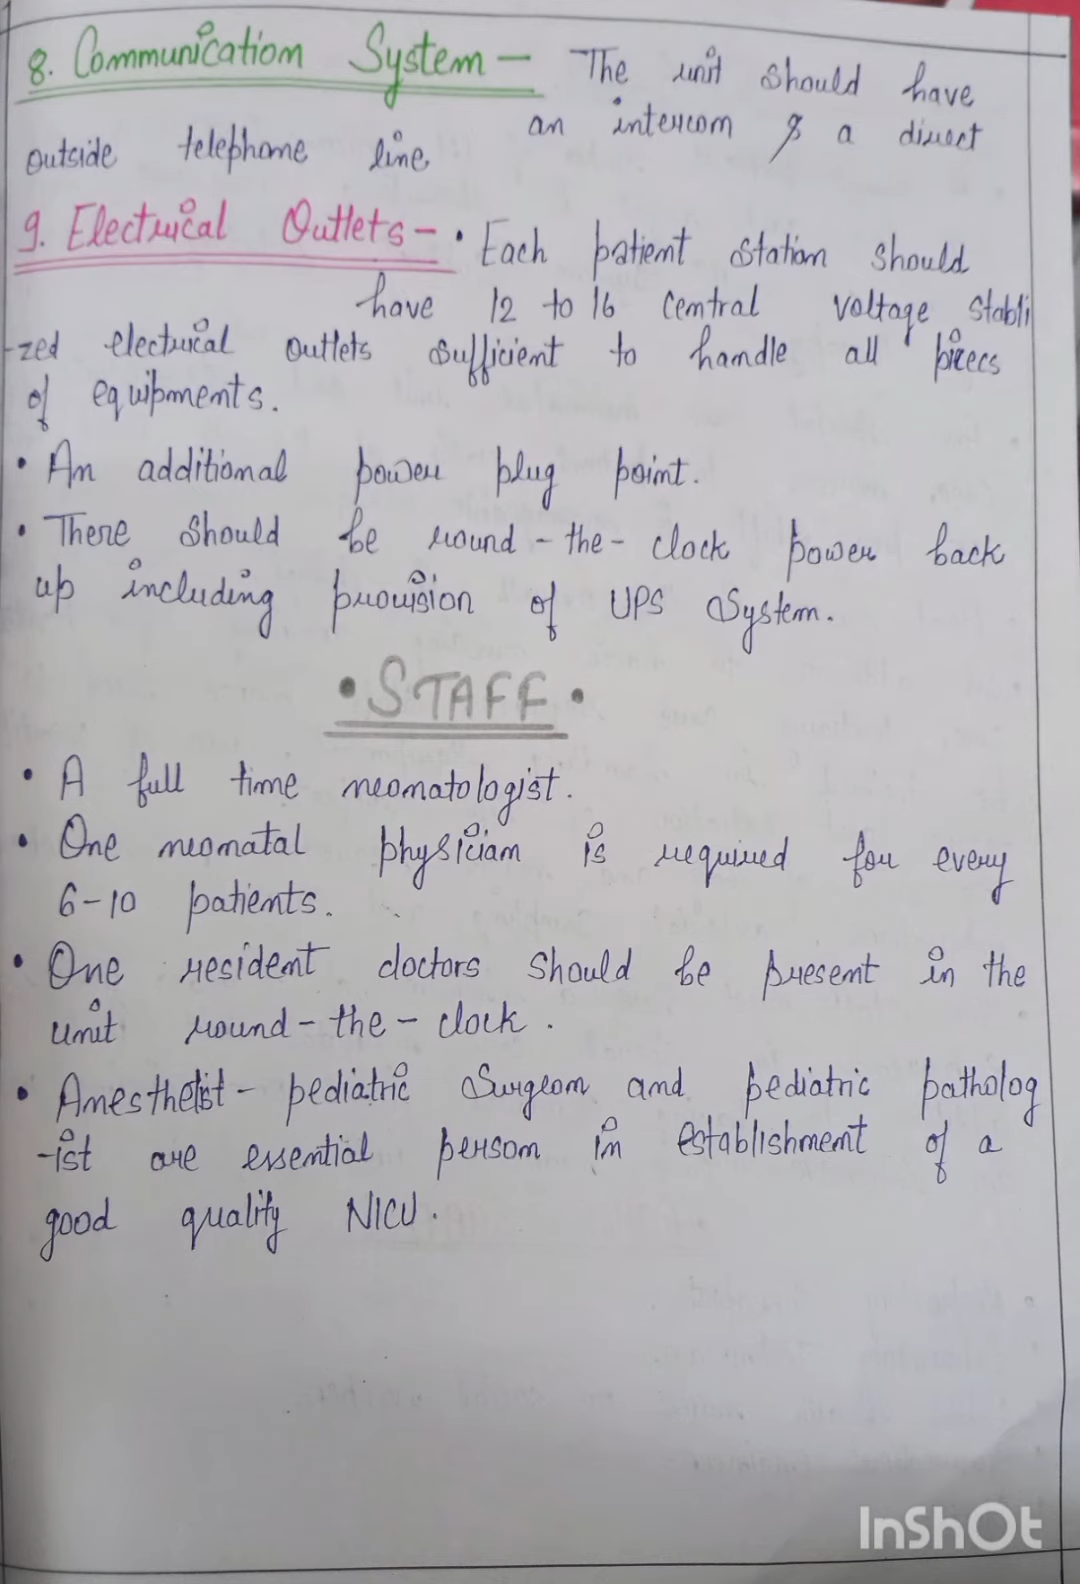 8. Communication System - The unit should have
an intercom & a direct
outside telephone line
9. Electrical Outlets - • Each patient station should
have 12 to 16 central voltage stabli
-zed electrical outlets sufficient to handle all piecs
of equipments.
• An additional power plug point.
• There should be round-the-clock power back
up including provision of UPS System.
• STAFF •
• A full time neonatologist.
• One neonatal physician is required for every
6-10 patients.
• One resident doctors should be present in the
unit round-the-clock.
• Anesthetist - pediatric surgeon and pediatric patholog
-ist are essential person in establishment of a
good quality NICU.
InShOt